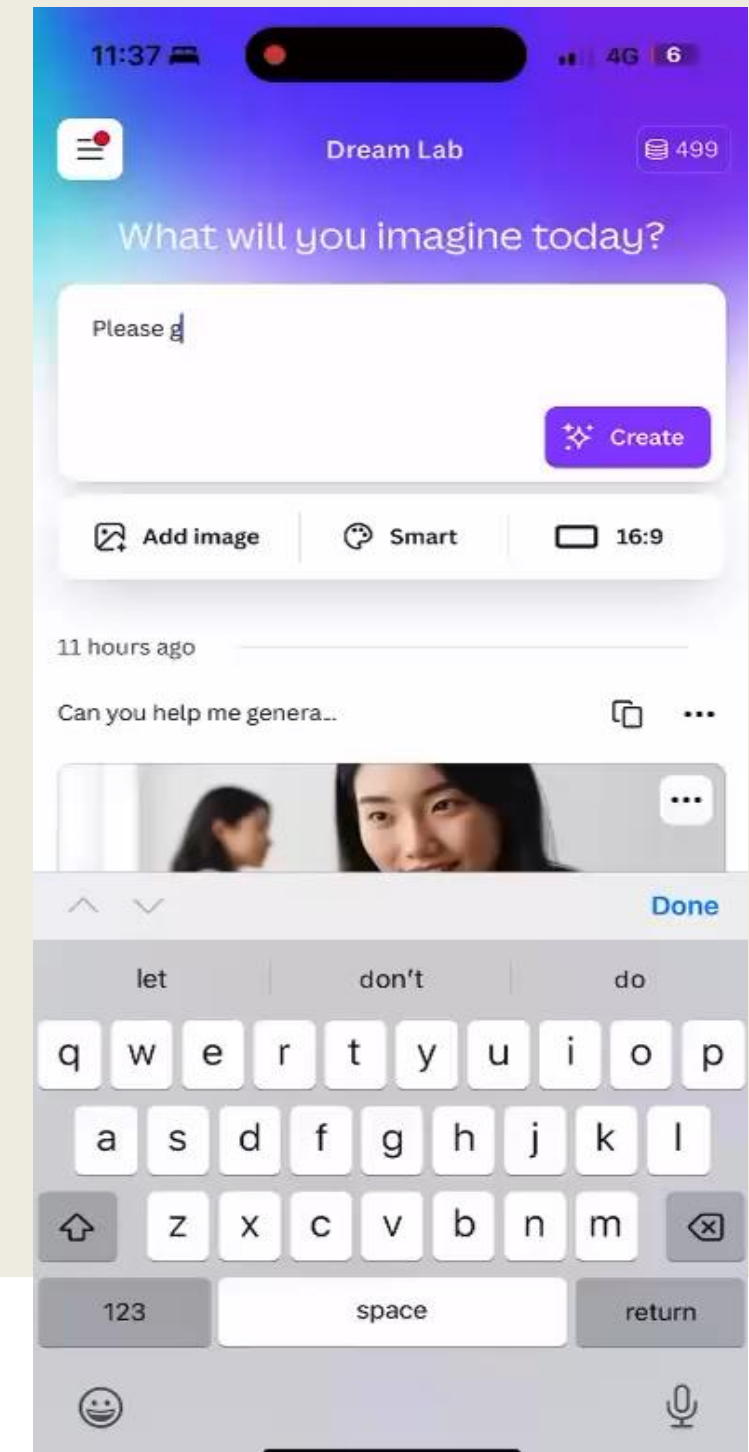 11:37 4G 6
Dream Lab 499
What will you imagine today?
Please g
Create
Add image Smart 16:9
11 hours ago
Can you help me genera...
Done
let don't do
q w e r t y u i o p
a s d f g h j k l
z x c v b n m
123 space return